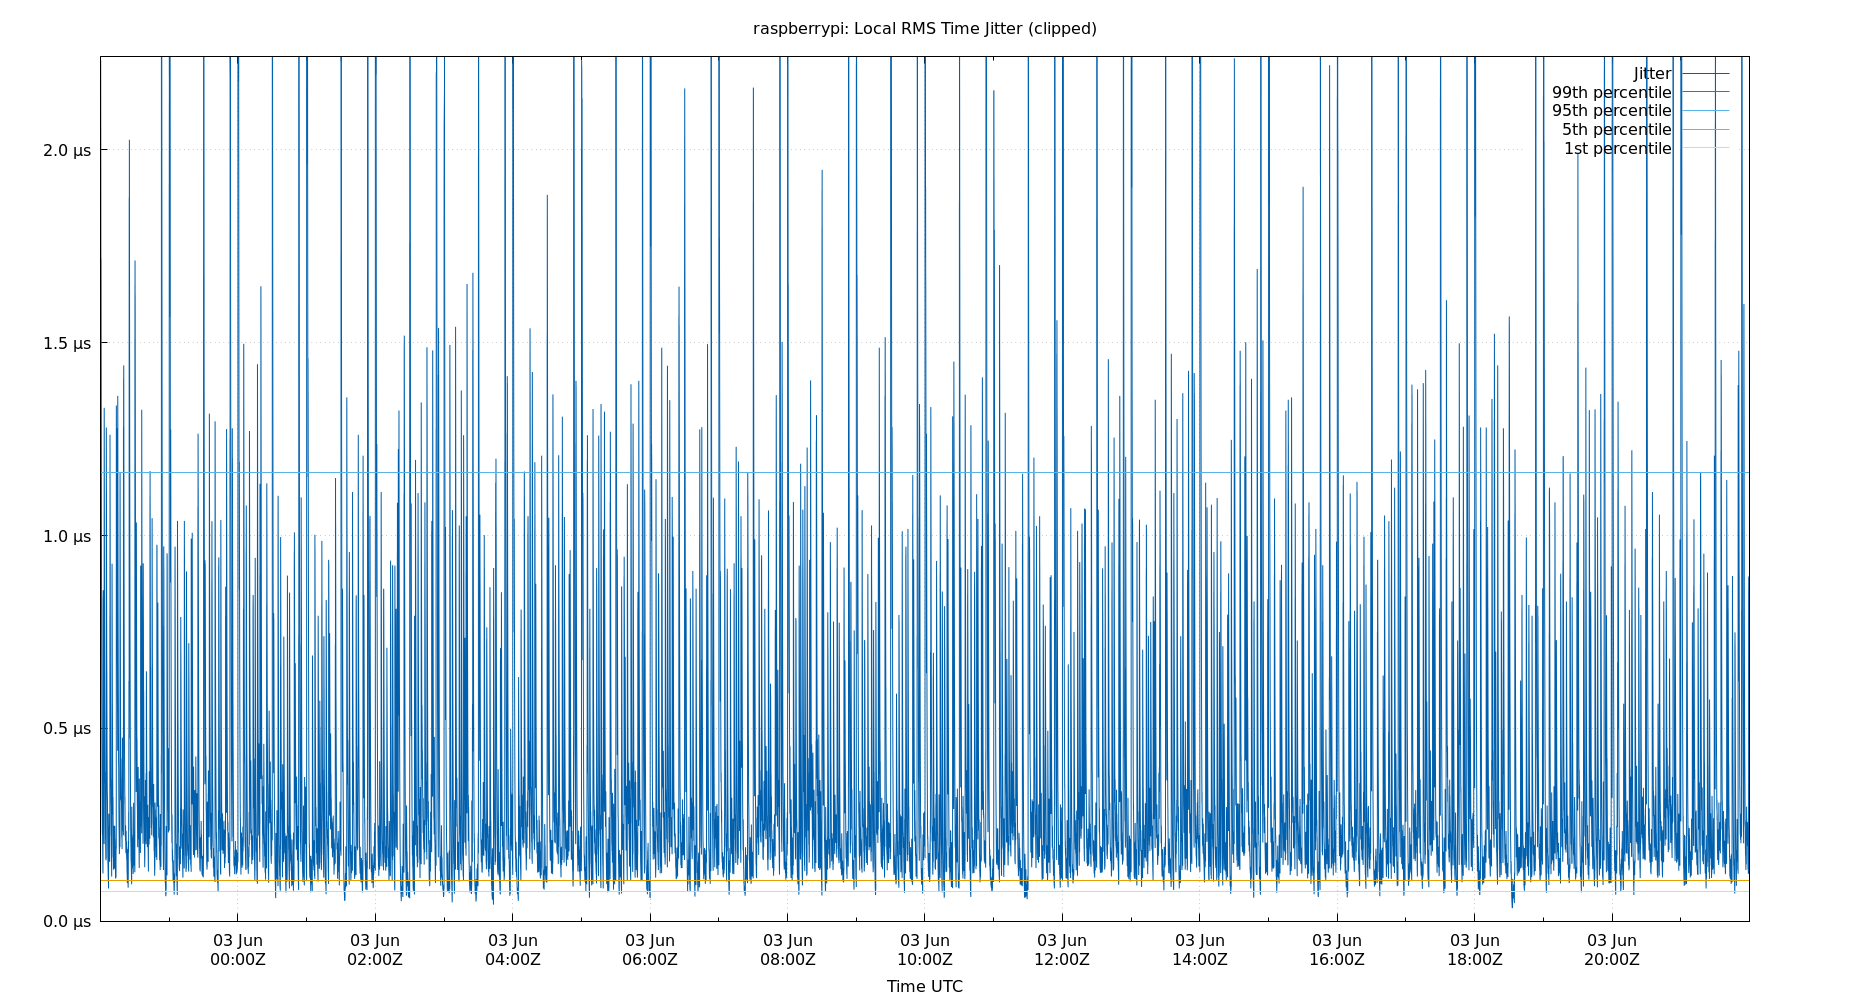 raspberrypi: Local RMS Time Jitter (clipped)
Jitter
99th percentile
95th percentile
5th percentile
1st percentile
2.0 µs
1.5 µs
1.0 µs
0.5 µs
0.0 µs
03 Jun 03 Jun 03 Jun 03 Jun 03 Jun 03 Jun 03 Jun 03 Jun 03 Jun 03 Jun 03 Jun
00:00Z 02:00Z 04:00Z 06:00Z 08:00Z 10:00Z 12:00Z 14:00Z 16:00Z 18:00Z 20:00Z
Time UTC